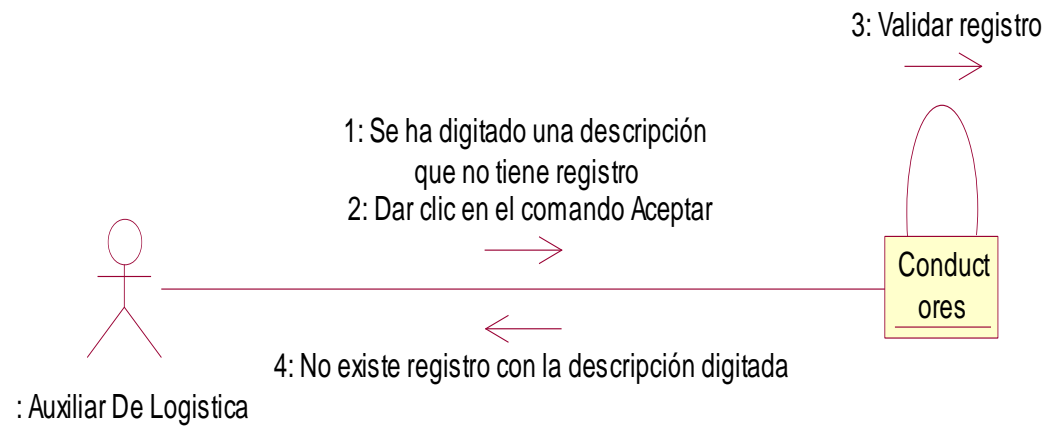 3: Validar registro
1: Se ha digitado una descripción
que no tiene registro
2: Dar clic en el comando Aceptar
Conduct
ores
4: No existe registro con la descripción digitada
: Auxiliar De Logistica